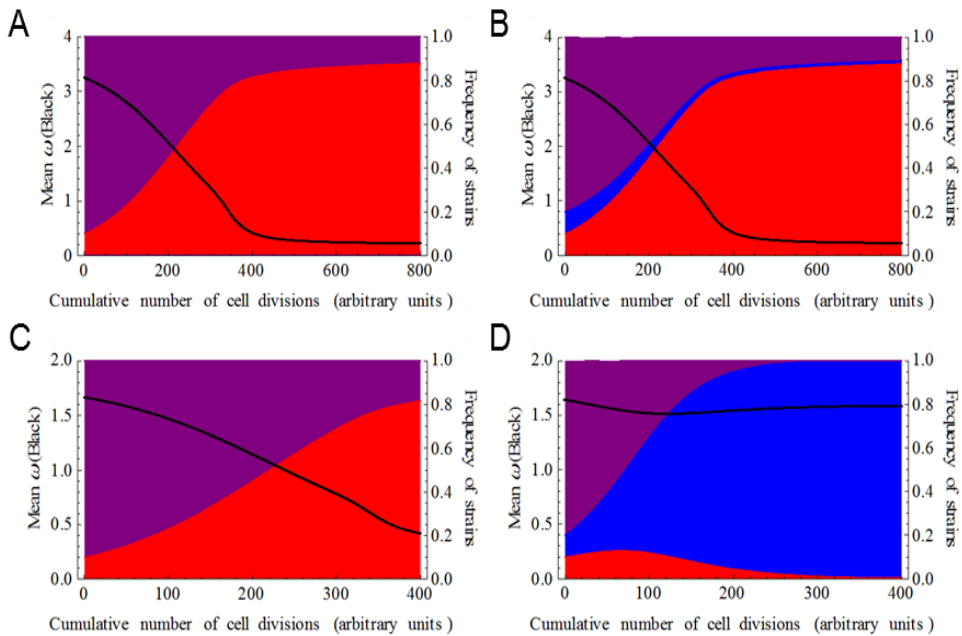 A
B
4
3
2
1
0
Mean ω(Black)
1.0
0.8
0.6
0.4
0.2
0.0
Frequency of strains
0 200 400 600 800
Cumulative number of cell divisions (arbitrary units )
4
3
2
1
0
Mean ω(Black)
1.0
0.8
0.6
0.4
0.2
0.0
Frequency of strains
0 200 400 600 800
Cumulative number of cell divisions (arbitrary units )
C
D
2.0
1.5
1.0
0.5
0.0
Mean ω(Black)
1.0
0.8
0.6
0.4
0.2
0.0
Frequency of strains
0 100 200 300 400
Cumulative number of cell divisions (arbitrary units )
2.0
1.5
1.0
0.5
0.0
Mean ω(Black)
1.0
0.8
0.6
0.4
0.2
0.0
Frequency of strains
0 100 200 300 400
Cumulative number of cell divisions (arbitrary units )